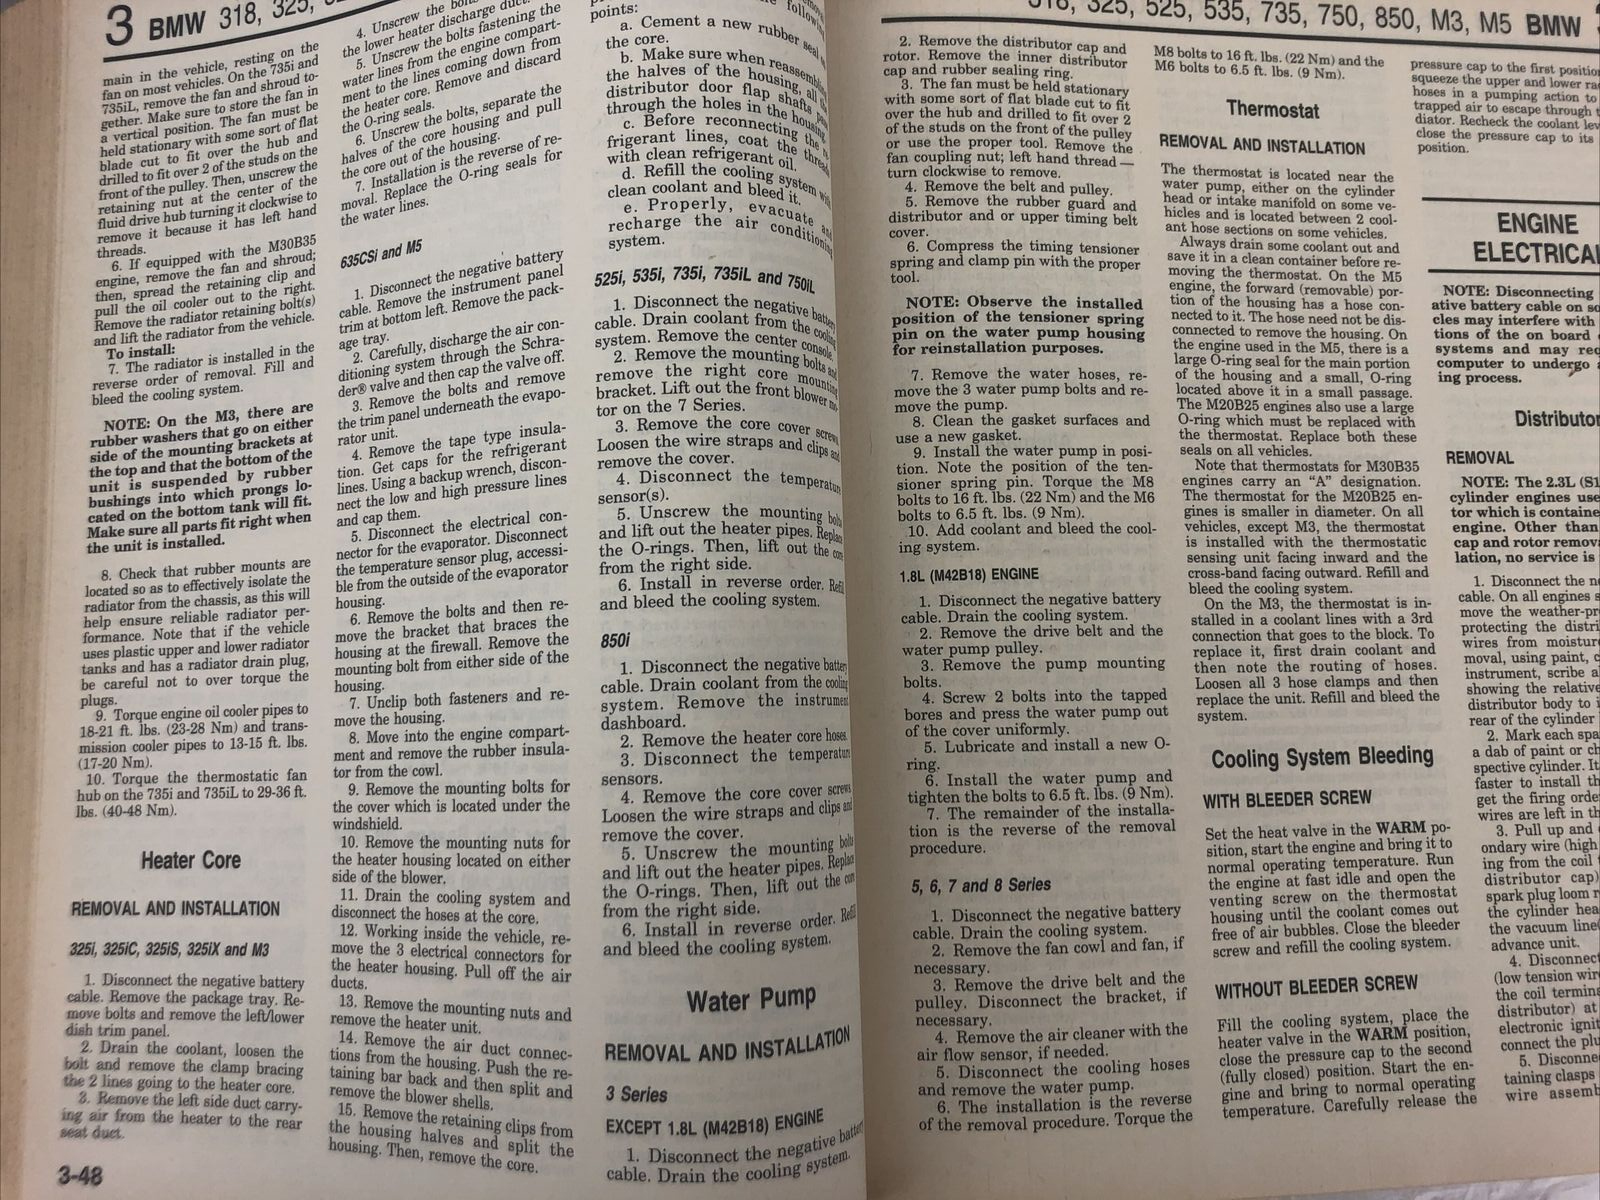 3 BMW 318, 325,
main in the vehicle, resting on the
fan on most vehicles. On the 735i and
735iL, remove the fan and shroud to-
gether. Make sure to store the fan in
a vertical position. The fan must be
held stationary with some sort of flat
blade cut to fit over the hub and
drilled to fit over 2 of the studs on the
front of the pulley. Then, unscrew the
retaining nut at the center of the
fluid drive hub turning it clockwise to
remove it because it has left hand
threads.
6. If equipped with the M30B35
engine, remove the fan and shroud;
then, spread the retaining clip and
pull the oil cooler out to the right.
Remove the radiator retaining bolt(s)
and lift the radiator from the vehicle.
To install:
7. The radiator is installed in the
reverse order of removal. Fill and
bleed the cooling system.
NOTE: On the M3, there are
rubber washers that go on either
side of the mounting brackets at
the top and that the bottom of the
unit is suspended by rubber
bushings into which prongs lo-
cated on the bottom tank will fit.
Make sure all parts fit right when
the unit is installed.
8. Check that rubber mounts are
located so as to effectively isolate the
radiator from the chassis, as this will
help ensure reliable radiator per-
formance. Note that if the vehicle
uses plastic upper and lower radiator
tanks and has a radiator drain plug,
be careful not to over torque the
plugs.
9. Torque engine oil cooler pipes to
18-21 ft. lbs. (23-28 Nm) and trans-
mission cooler pipes to 13-15 ft. lbs.
(17-20 Nm).
10. Torque the thermostatic fan
hub on the 735i and 735iL to 29-36 ft.
lbs. (40-48 Nm).
Heater Core
REMOVAL AND INSTALLATION
325i, 325iC, 325iS, 325iX and M3
1. Disconnect the negative battery
cable. Remove the package tray. Re-
move bolts and remove the left/lower
dish trim panel.
2. Drain the coolant, loosen the
bolt and remove the clamp bracing
the 2 lines going to the heater core.
3. Remove the left side duct carry-
ing air from the heater to the rear
seat duct.
3-48
4. Unscrew the bolts
the lower heater discharge duct.
5. Unscrew the bolts fastening the
water lines from the engine compart-
ment to the lines coming down from
the heater core. Remove and discard
the O-ring seals.
6. Unscrew the bolts, separate the
halves of the core housing and pull
the core out of the housing.
7. Installation is the reverse of re-
moval. Replace the O-ring seals for
the water lines.
635CSi and M5
1. Disconnect the negative battery
cable. Remove the instrument panel
trim at bottom left. Remove the pack-
age tray.
2. Carefully, discharge the air con-
ditioning system through the Schra-
der® valve and then cap the valve off.
3. Remove the bolts and remove
the trim panel underneath the evapo-
rator unit.
4. Remove the tape type insula-
tion. Get caps for the refrigerant
lines. Using a backup wrench, discon-
nect the low and high pressure lines
and cap them.
5. Disconnect the electrical con-
nector for the evaporator. Disconnect
the temperature sensor plug, accessi-
ble from the outside of the evaporator
housing.
6. Remove the bolts and then re-
move the bracket that braces the
housing at the firewall. Remove the
mounting bolt from either side of the
housing.
7. Unclip both fasteners and re-
move the housing.
8. Move into the engine compart-
ment and remove the rubber insula-
tor from the cowl.
9. Remove the mounting bolts for
the cover which is located under the
windshield.
10. Remove the mounting nuts for
the heater housing located on either
side of the blower.
11. Drain the cooling system and
disconnect the hoses at the core.
12. Working inside the vehicle, re-
move the 3 electrical connectors for
the heater housing. Pull off the air
ducts.
13. Remove the mounting nuts and
remove the heater unit.
14. Remove the air duct connec-
tions from the housing. Push the re-
taining bar back and then split and
remove the blower shells.
15. Remove the retaining clips from
the housing halves and split the
housing. Then, remove the core.
the following
points:
a. Cement a new rubber seal
the core.
b. Make sure when reassembling
the halves of the housing, all
distributor door flap shafts
through the holes in the housing.
c. Before reconnecting the
frigerant lines, coat the threads
with clean refrigerant oil.
d. Refill the cooling system with
clean coolant and bleed it.
e. Properly, evacuate and
recharge the air conditioning
system.
525i, 535i, 735i, 735iL and 750iL
1. Disconnect the negative battery
cable. Drain coolant from the cooling
system. Remove the center console.
2. Remove the mounting bolts and
remove the right core mounting
bracket. Lift out the front blower mo-
tor on the 7 Series.
3. Remove the core cover screws.
Loosen the wire straps and clips and
remove the cover.
4. Disconnect the temperature
sensor(s).
5. Unscrew the mounting bolts
and lift out the heater pipes. Replace
the O-rings. Then, lift out the core
from the right side.
6. Install in reverse order. Refill
and bleed the cooling system.
850i
1. Disconnect the negative battery
cable. Drain coolant from the cooling
system. Remove the instrument
dashboard.
2. Remove the heater core hoses.
3. Disconnect the temperature
sensors.
4. Remove the core cover screws.
Loosen the wire straps and clips and
remove the cover.
5. Unscrew the mounting bolts
and lift out the heater pipes. Replace
the O-rings. Then, lift out the core
from the right side.
6. Install in reverse order. Refill
and bleed the cooling system.
Water Pump
REMOVAL AND INSTALLATION
3 Series
EXCEPT 1.8L (M42B18) ENGINE
1. Disconnect the negative battery
cable. Drain the cooling system.
318, 325, 525, 535, 735, 750, 850, M3, M5 BMW
2. Remove the distributor cap and
rotor. Remove the inner distributor
cap and rubber sealing ring.
3. The fan must be held stationary
with some sort of flat blade cut to fit
over the hub and drilled to fit over 2
of the studs on the front of the pulley
or use the proper tool. Remove the
fan coupling nut; left hand thread—
turn clockwise to remove.
4. Remove the belt and pulley.
5. Remove the rubber guard and
distributor and or upper timing belt
cover.
6. Compress the timing tensioner
spring and clamp pin with the proper
tool.
NOTE: Observe the installed
position of the tensioner spring
pin on the water pump housing
for reinstallation purposes.
7. Remove the water hoses, re-
move the 3 water pump bolts and re-
move the pump.
8. Clean the gasket surfaces and
use a new gasket.
9. Install the water pump in posi-
tion. Note the position of the ten-
sioner spring pin. Torque the M8
bolts to 16 ft. lbs. (22 Nm) and the M6
bolts to 6.5 ft. lbs. (9 Nm).
10. Add coolant and bleed the cool-
ing system.
1.8L (M42B18) ENGINE
1. Disconnect the negative battery
cable. Drain the cooling system.
2. Remove the drive belt and the
water pump pulley.
3. Remove the pump mounting
bolts.
4. Screw 2 bolts into the tapped
bores and press the water pump out
of the cover uniformly.
5. Lubricate and install a new O-
ring.
6. Install the water pump and
tighten the bolts to 6.5 ft. lbs. (9 Nm).
7. The remainder of the installa-
tion is the reverse of the removal
procedure.
5, 6, 7 and 8 Series
1. Disconnect the negative battery
cable. Drain the cooling system.
2. Remove the fan cowl and fan, if
necessary.
3. Remove the drive belt and the
pulley. Disconnect the bracket, if
necessary.
4. Remove the air cleaner with the
air flow sensor, if needed.
5. Disconnect the cooling hoses
and remove the water pump.
6. The installation is the reverse
of the removal procedure. Torque the
M8 bolts to 16 ft. lbs. (22 Nm) and the
M6 bolts to 6.5 ft. lbs. (9 Nm).
Thermostat
REMOVAL AND INSTALLATION
The thermostat is located near the
water pump, either on the cylinder
head or intake manifold on some ve-
hicles and is located between 2 cool-
ant hose sections on some vehicles.
Always drain some coolant out and
save it in a clean container before re-
moving the thermostat. On the M5
engine, the forward (removable) por-
tion of the housing has a hose con-
nected to it. The hose need not be dis-
connected to remove the housing. On
the engine used in the M5, there is a
large O-ring seal for the main portion
of the housing and a small, O-ring
located above it in a small passage.
The M20B25 engines also use a large
O-ring which must be replaced with
the thermostat. Replace both these
seals on all vehicles.
Note that thermostats for M30B35
engines carry an "A" designation.
The thermostat for the M20B25 en-
gines is smaller in diameter. On all
vehicles, except M3, the thermostat
is installed with the thermostatic
sensing unit facing inward and the
cross-band facing outward. Refill and
bleed the cooling system.
On the M3, the thermostat is in-
stalled in a coolant lines with a 3rd
connection that goes to the block. To
replace it, first drain coolant and
then note the routing of hoses.
Loosen all 3 hose clamps and then
replace the unit. Refill and bleed the
system.
Cooling System Bleeding
WITH BLEEDER SCREW
Set the heat valve in the WARM po-
sition, start the engine and bring it to
normal operating temperature. Run
the engine at fast idle and open the
venting screw on the thermostat
housing until the coolant comes out
free of air bubbles. Close the bleeder
screw and refill the cooling system.
WITHOUT BLEEDER SCREW
Fill the cooling system, place the
heater valve in the WARM position,
close the pressure cap to the second
(fully closed) position. Start the en-
gine and bring to normal operating
temperature. Carefully release the
pressure cap to the first position
squeeze the upper and lower ra
hoses in a pumping action to
trapped air to escape through t
diator. Recheck the coolant lev
close the pressure cap to its
position.
ENGINE
ELECTRICAL
NOTE: Disconnecting
ative battery cable on so
cles may interfere with
tions of the on board
systems and may req
computer to undergo a
ing process.
Distributor
REMOVAL
NOTE: The 2.3L (S1
cylinder engines use
tor which is containe
engine. Other than
cap and rotor remova
lation, no service is
1. Disconnect the ne
cable. On all engines s
move the weather-pr
protecting the distri
wires from moisture
moval, using paint, c
instrument, scribe a
showing the relative
distributor body to i
rear of the cylinder
2. Mark each spa
a dab of paint or ch
spective cylinder. It
faster to install th
get the firing orde
wires are left in th
3. Pull up and
ondary wire (high
ing from the coil t
distributor cap)
spark plug loom r
the cylinder hea
the vacuum line(
advance unit.
4. Disconnect
(low tension wir
the coil termina
distributor) at
electronic ignit
connect the plu
5. Disconne
taining clasps
wire assemb